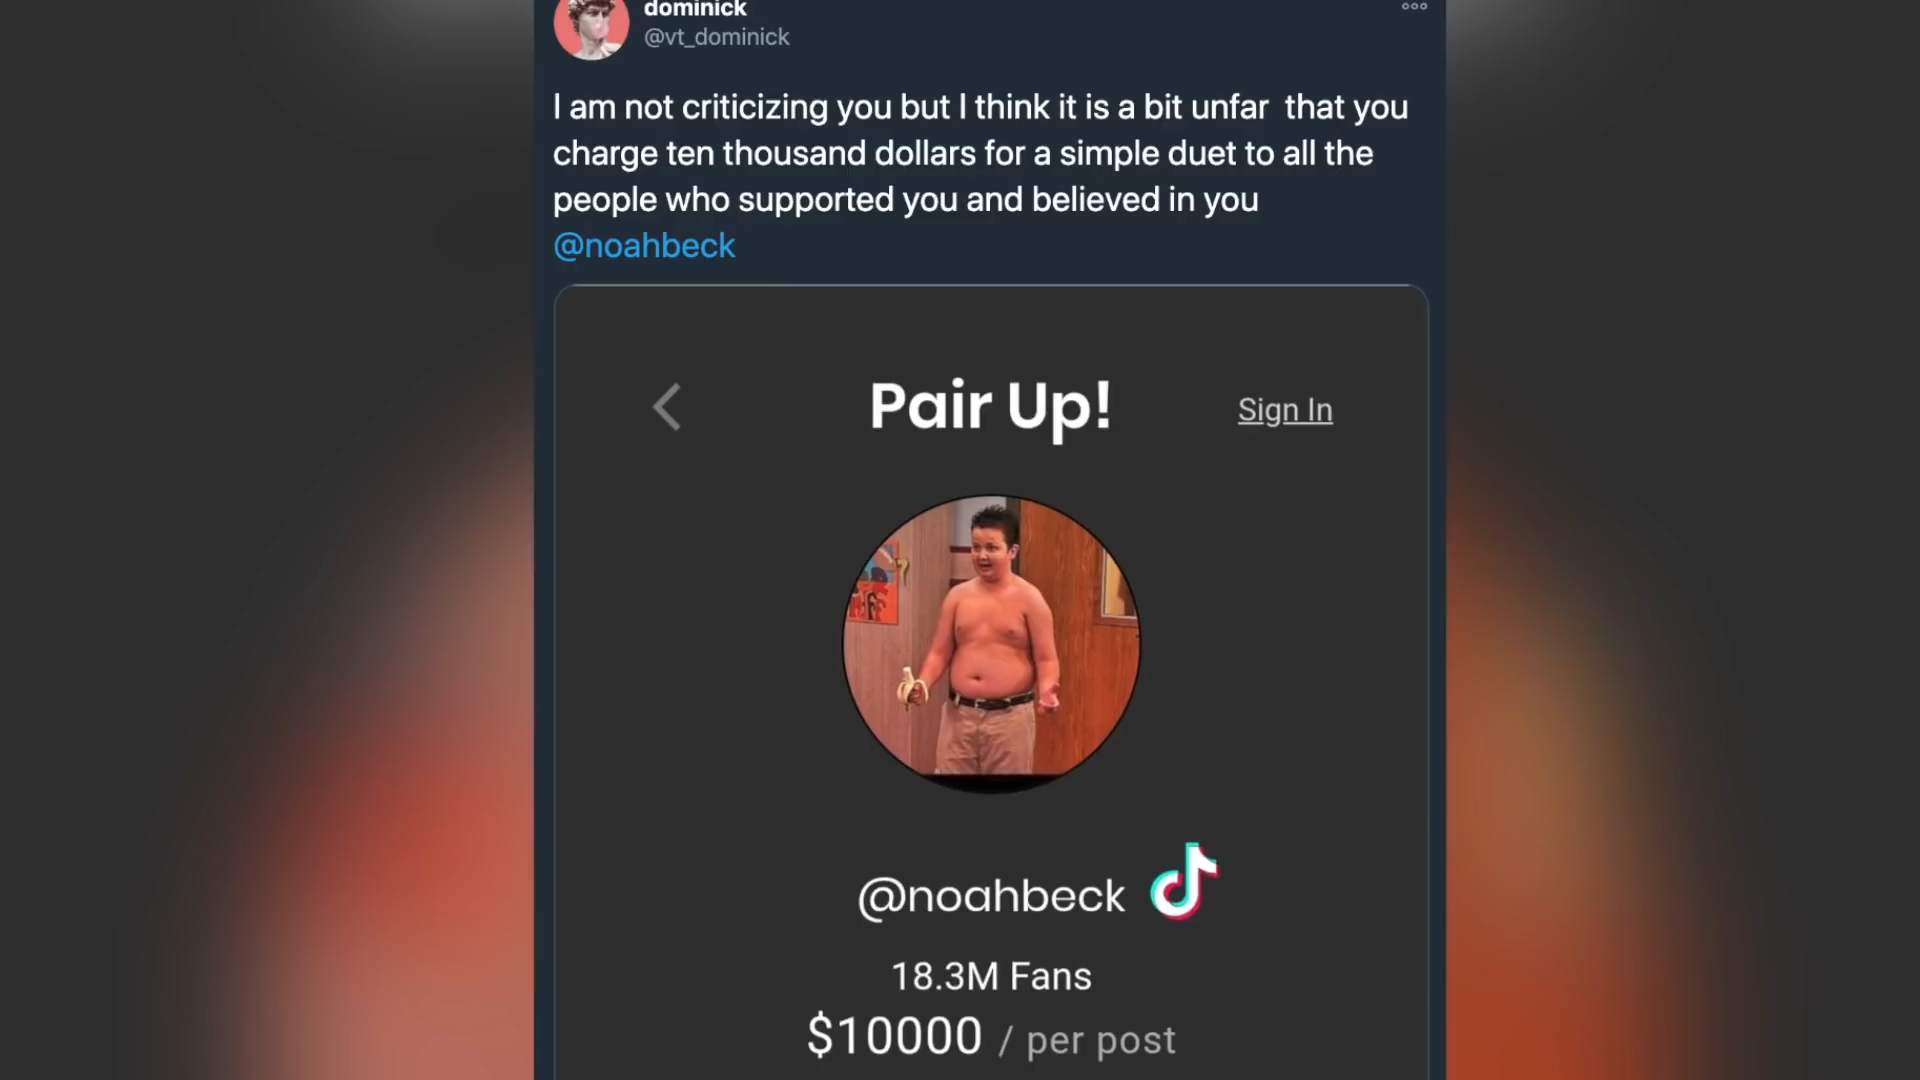 dominick
@vt_dominick
I am not criticizing you but I think it is a bit unfar  that you
charge ten thousand dollars for a simple duet to all the
people who supported you and believed in you
@noahbeck
Pair Up!
Sign In
@noahbeck
18.3M Fans
$10000 / per post